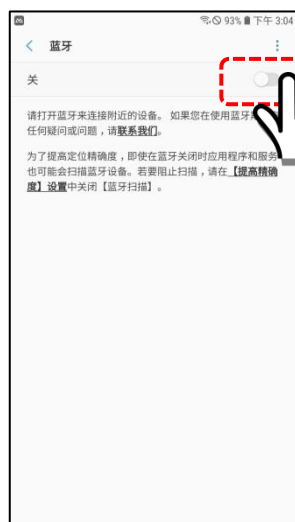 93% 下午 3:04
蓝牙
关
请打开蓝牙来连接附近的设备。 如果您在使用蓝牙
任何疑问或问题，请联系我们。
为了提高定位精确度，即使在蓝牙关闭时应用程序和服务
也可能会扫描蓝牙设备。若要阻止扫描，请在【提高精确
度】设置中关闭【蓝牙扫描】。